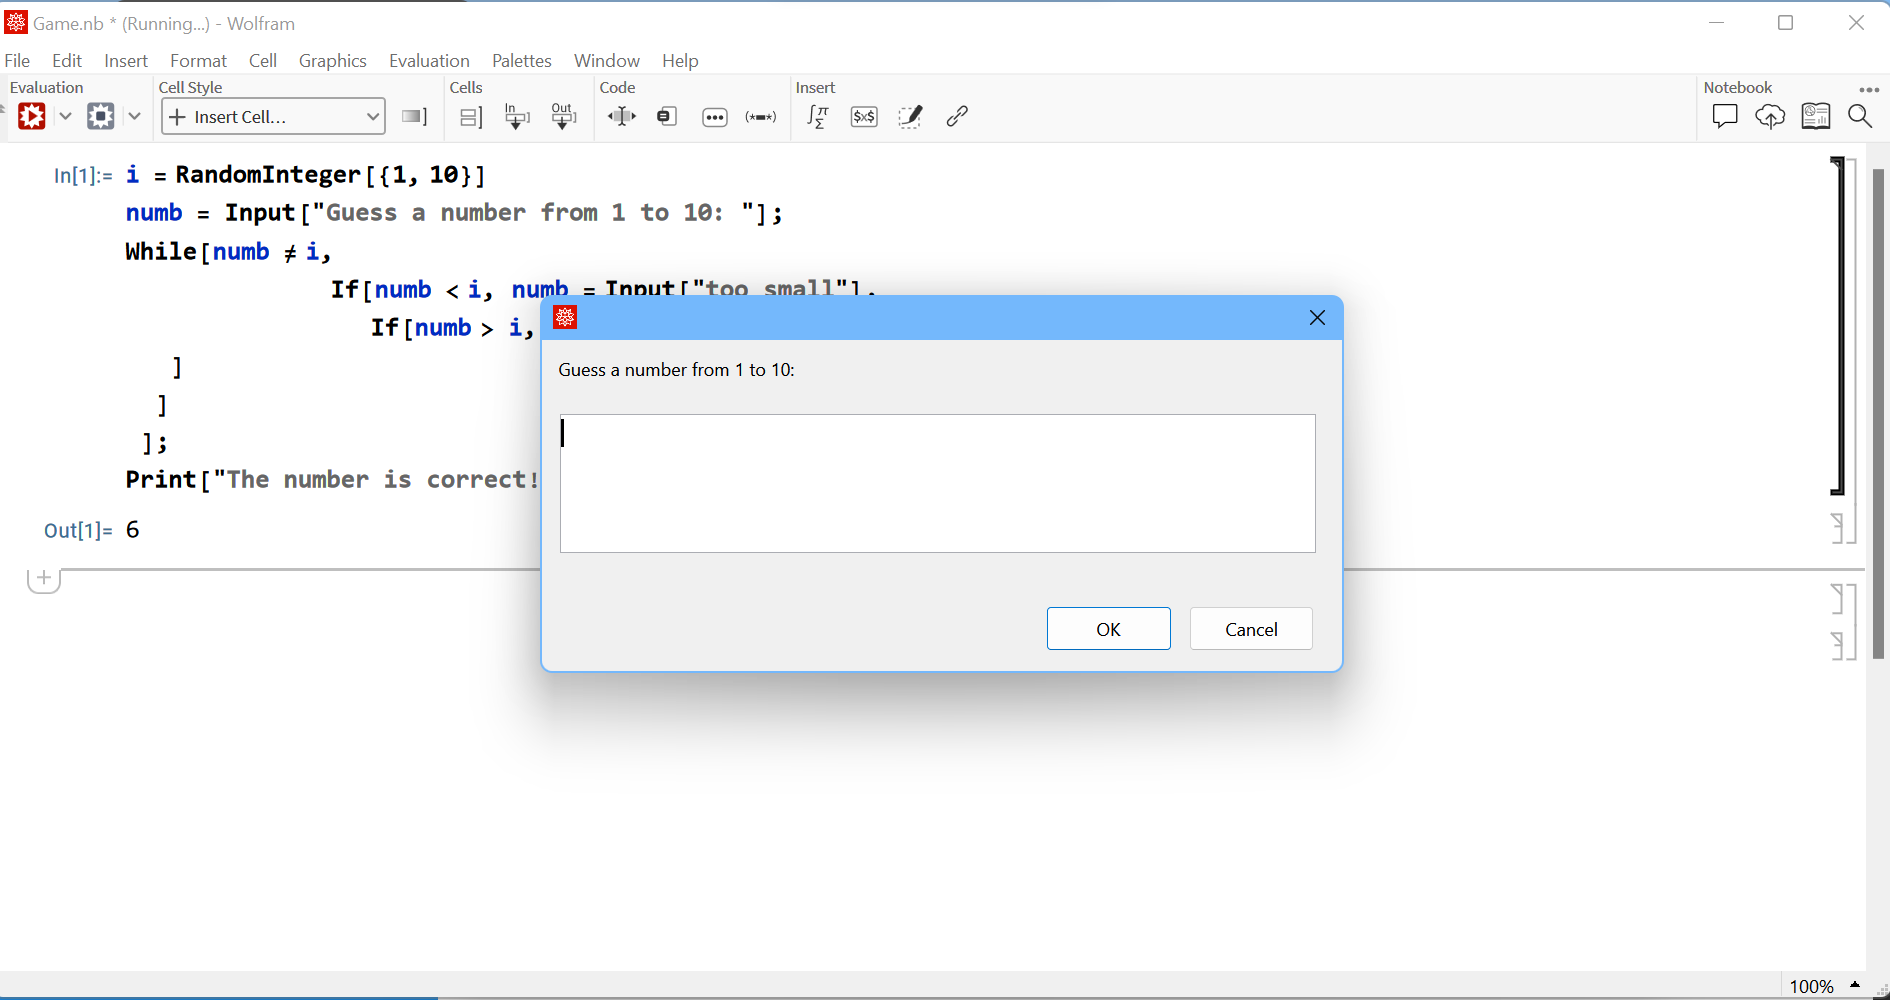 Game.nb * (Running...) - Wolfram
File Edit Insert Format Cell Graphics Evaluation Palettes Window Help
Evaluation Cell Style Cells Code Insert Notebook
Insert Cell... In Out (*▬*) ∫π Σ $x$
In[1]:= i = RandomInteger[{1, 10}]
numb = Input["Guess a number from 1 to 10: "];
While[numb ≠ i,
If[numb < i, numb = Input["too small"],
If[numb > i,
]
]
];
Print["The number is correct!
Out[1]= 6
Guess a number from 1 to 10:
OK Cancel
100%